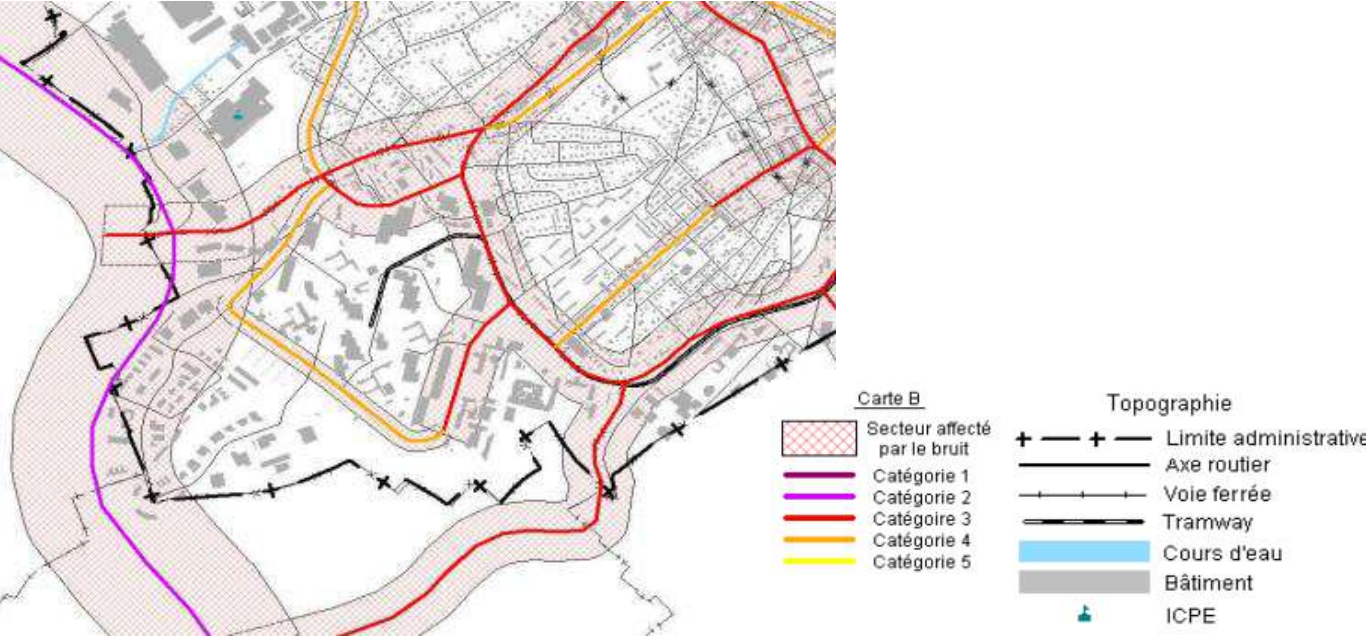 Carte B
Secteur affecté
par le bruit
Catégorie 1
Catégorie 2
Catégoire 3
Catégorie 4
Catégorie 5
Topographie
Limite administrative
Axe routier
Voie ferrée
Tramway
Cours d'eau
Bâtiment
ICPE